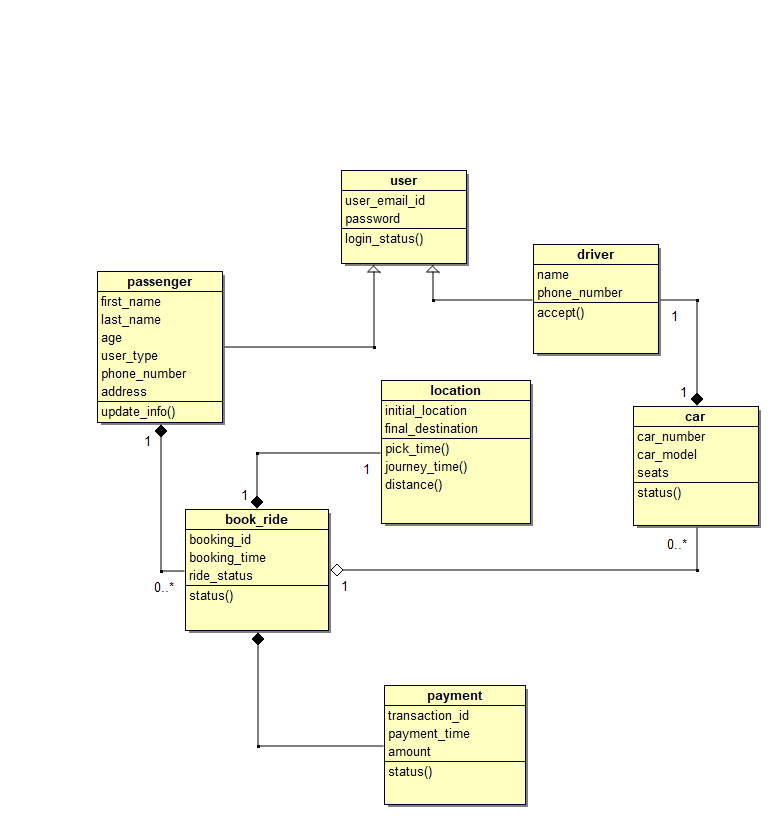 user
user_email_id
password
login_status()
driver
name
phone_number
accept()
1
passenger
first_name
last_name
age
user_type
phone_number
address
update_info()
1
location
initial_location
final_destination
pick_time()
journey_time()
distance()
1
1
car
car_number
car_model
seats
status()
0..*
1
book_ride
booking_id
booking_time
ride_status
status()
0..*
1
payment
transaction_id
payment_time
amount
status()